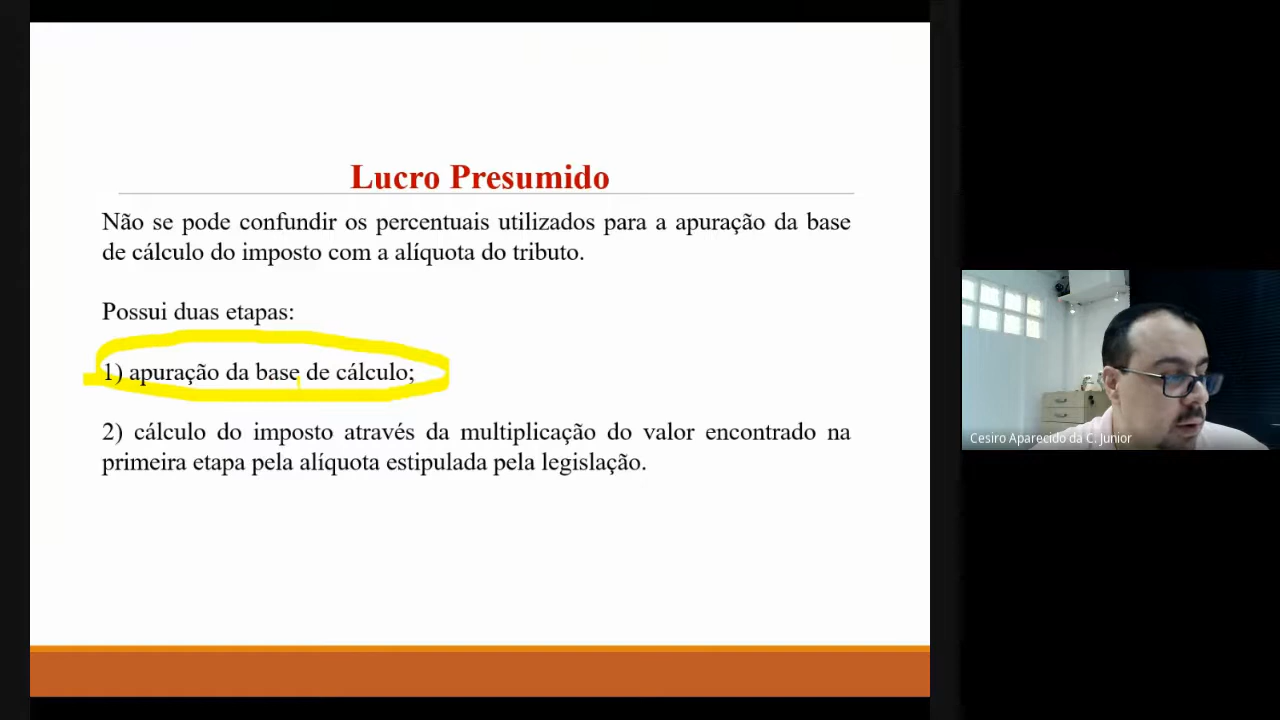 Lucro Presumido
Não se pode confundir os percentuais utilizados para a apuração da base
de cálculo do imposto com a alíquota do tributo.
Possui duas etapas:
1) apuração da base de cálculo;
2) cálculo do imposto através da multiplicação do valor encontrado na
primeira etapa pela alíquota estipulada pela legislação.
Cesiro Aparecido da C. Junior